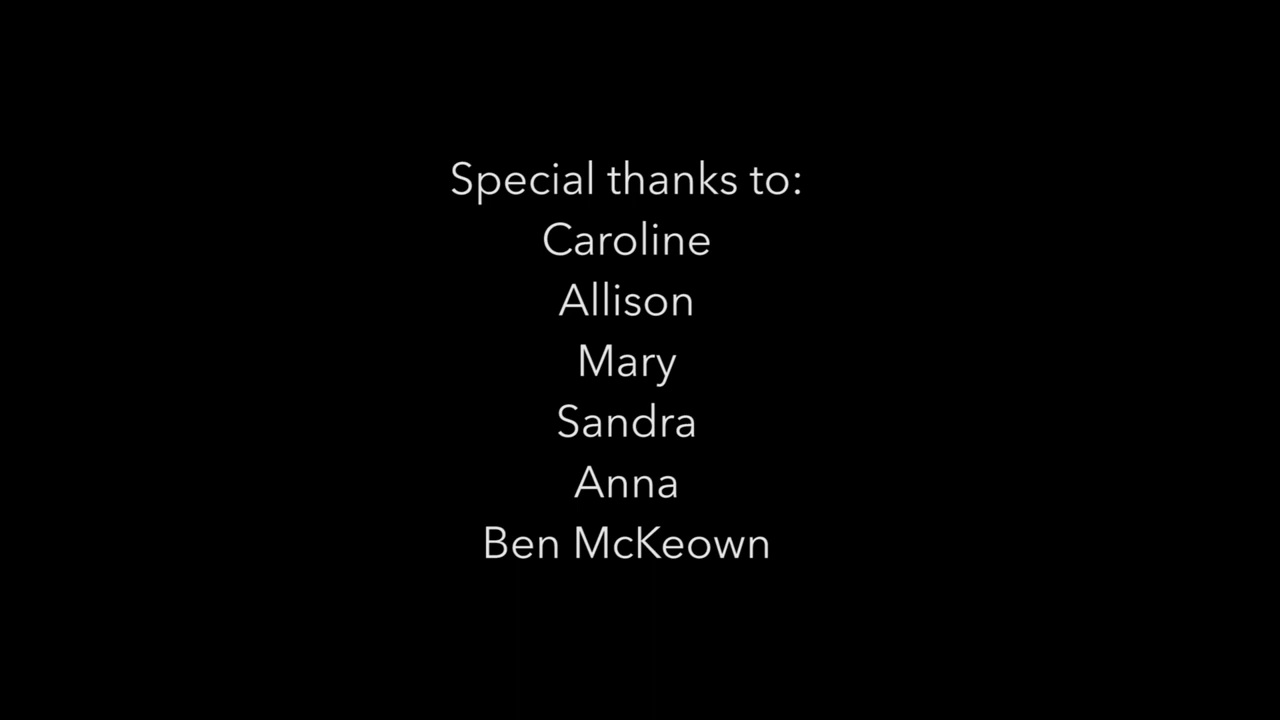 Special thanks to:
Caroline
Allison
Mary
Sandra
Anna
Ben McKeown